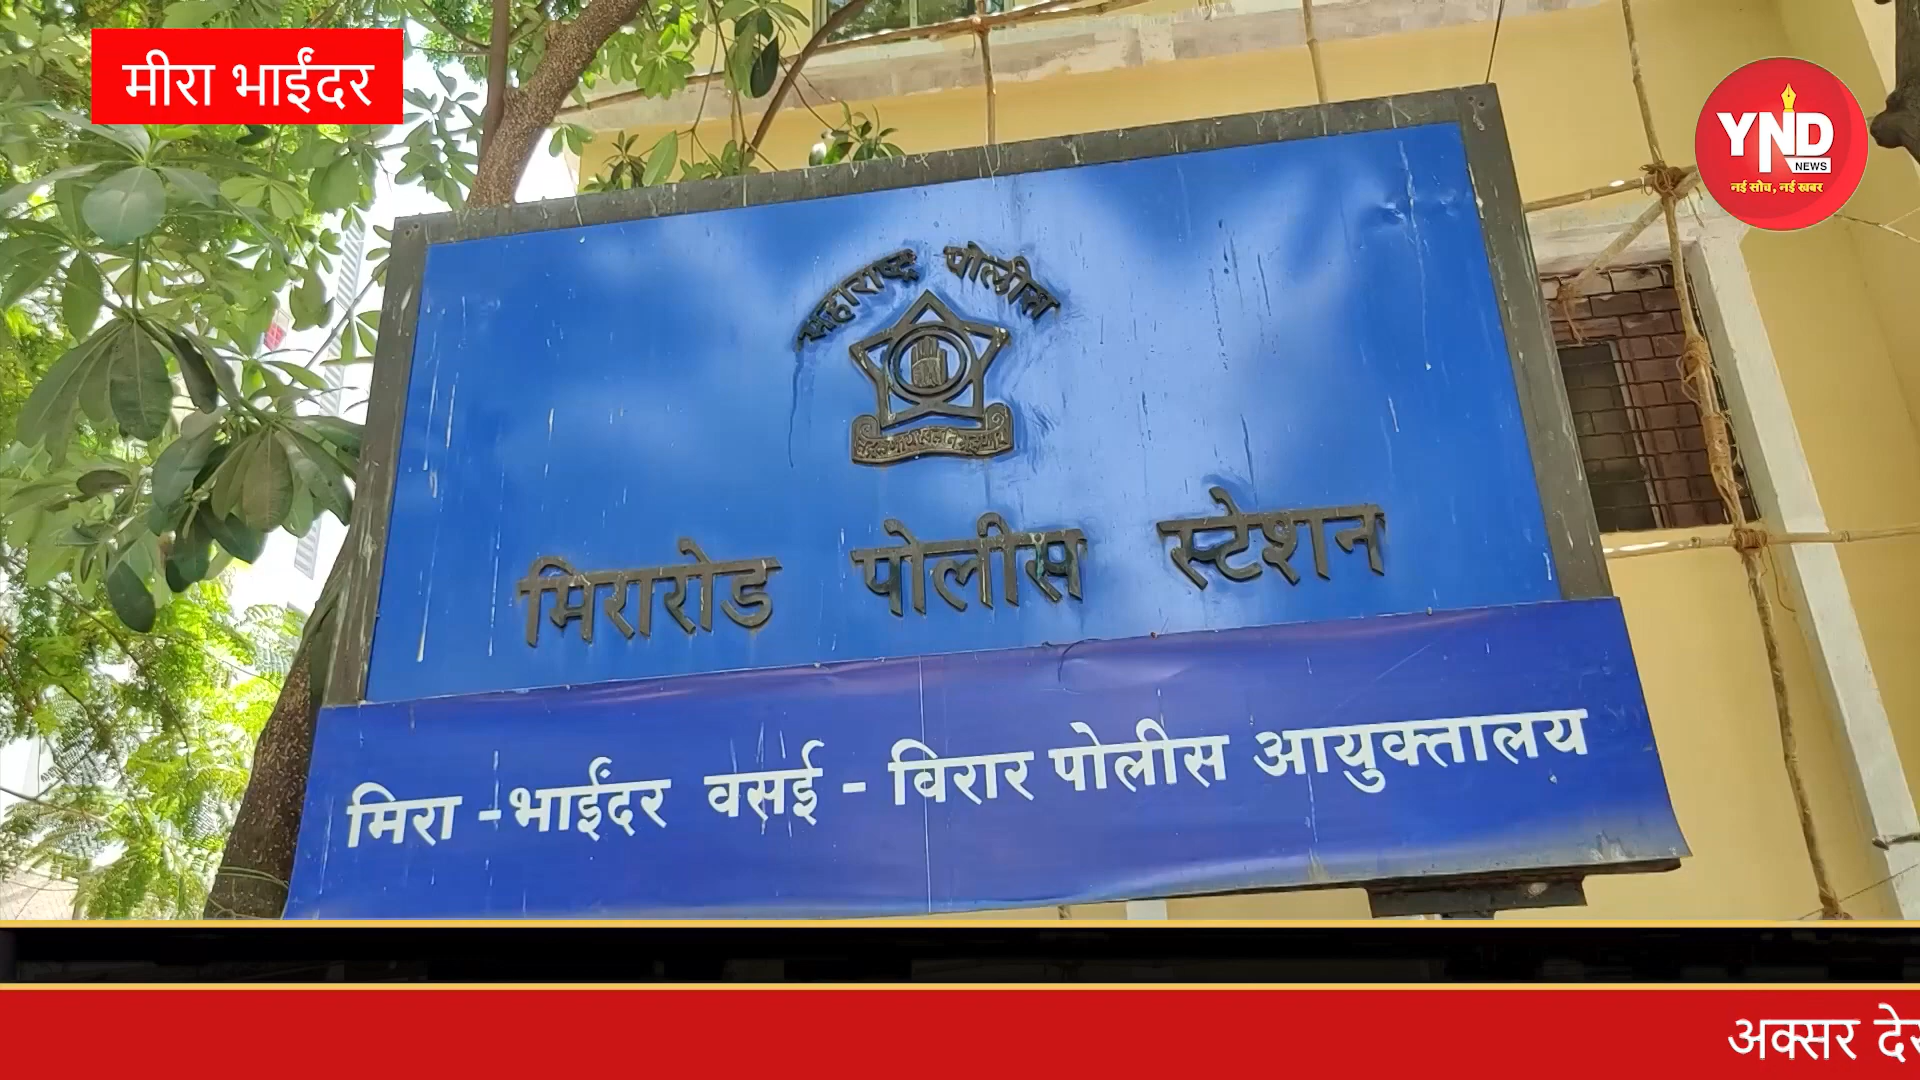 मीरा भाईंदर
YND
NEWS
नई सोच, नई खबर
महाराष्ट्र पोलीस
मिरारोड पोलीस स्टेशन
मिरा - भाईंदर वसई - विरार पोलीस आयुक्तालय
अक्सर